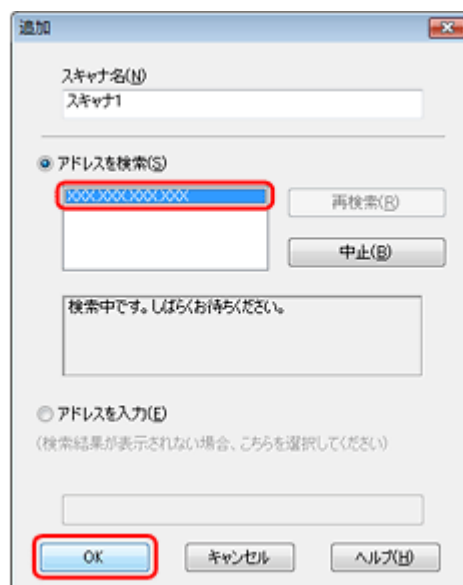 追加
スキャナ名(N)
スキャナ1
アドレスを検索(S)
XXX.XXX.XXX.XXX
再検索(R)
中止(B)
検索中です。しばらくお待ちください。
アドレスを入力(E)
(検索結果が表示されない場合、こちらを選択してください)
OK
キャンセル
ヘルプ(H)